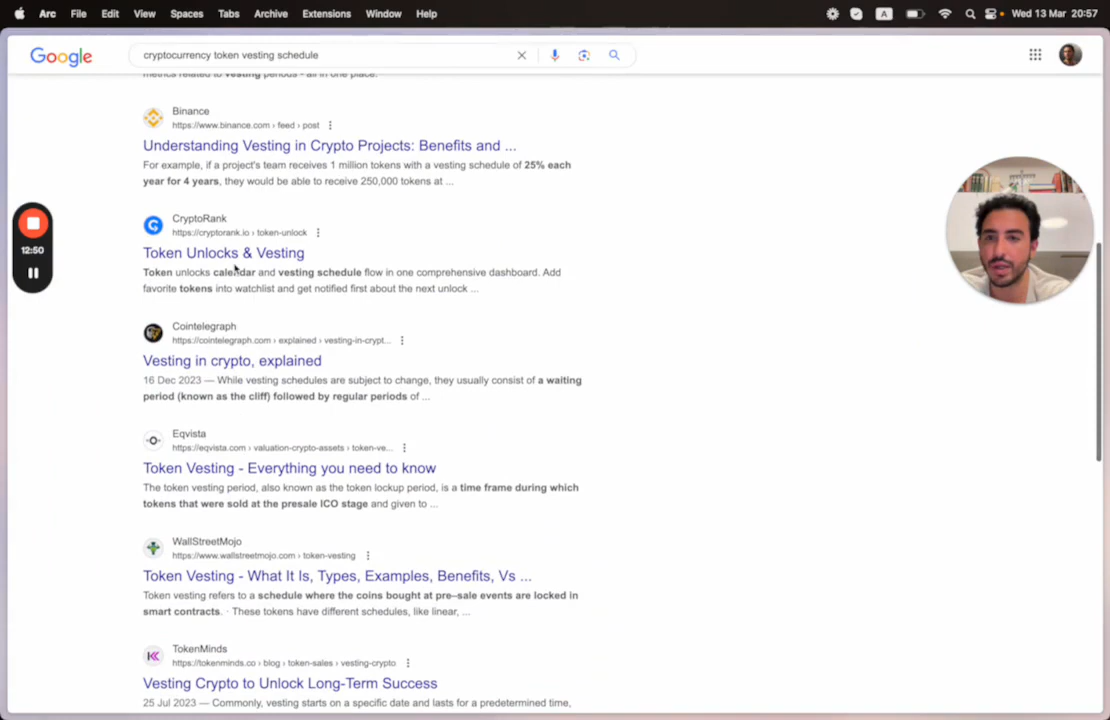 Arc File Edit View Spaces Tabs Archive Extensions Window Help A Wed 13 Mar 20:57
Google cryptocurrency token vesting schedule
metrics related to vesting periods - all in one place.
Binance
https://www.binance.com › feed › post
Understanding Vesting in Crypto Projects: Benefits and ...
For example, if a project's team receives 1 million tokens with a vesting schedule of 25% each
year for 4 years, they would be able to receive 250,000 tokens at ...
CryptoRank
https://cryptorank.io › token-unlock
Token Unlocks & Vesting
Token unlocks calendar and vesting schedule flow in one comprehensive dashboard. Add
favorite tokens into watchlist and get notified first about the next unlock ...
12:50
Cointelegraph
https://cointelegraph.com › explained › vesting-in-crypt...
Vesting in crypto, explained
16 Dec 2023 — While vesting schedules are subject to change, they usually consist of a waiting
period (known as the cliff) followed by regular periods of ...
Eqvista
https://eqvista.com › valuation-crypto-assets › token-ve...
Token Vesting - Everything you need to know
The token vesting period, also known as the token lockup period, is a time frame during which
tokens that were sold at the presale ICO stage and given to ...
WallStreetMojo
https://www.wallstreetmojo.com › token-vesting
Token Vesting - What It Is, Types, Examples, Benefits, Vs ...
Token vesting refers to a schedule where the coins bought at pre–sale events are locked in
smart contracts. · These tokens have different schedules, like linear, ...
TokenMinds
https://tokenminds.co › blog › token-sales › vesting-crypto
Vesting Crypto to Unlock Long-Term Success
25 Jul 2023 — Commonly, vesting starts on a specific date and lasts for a predetermined time,